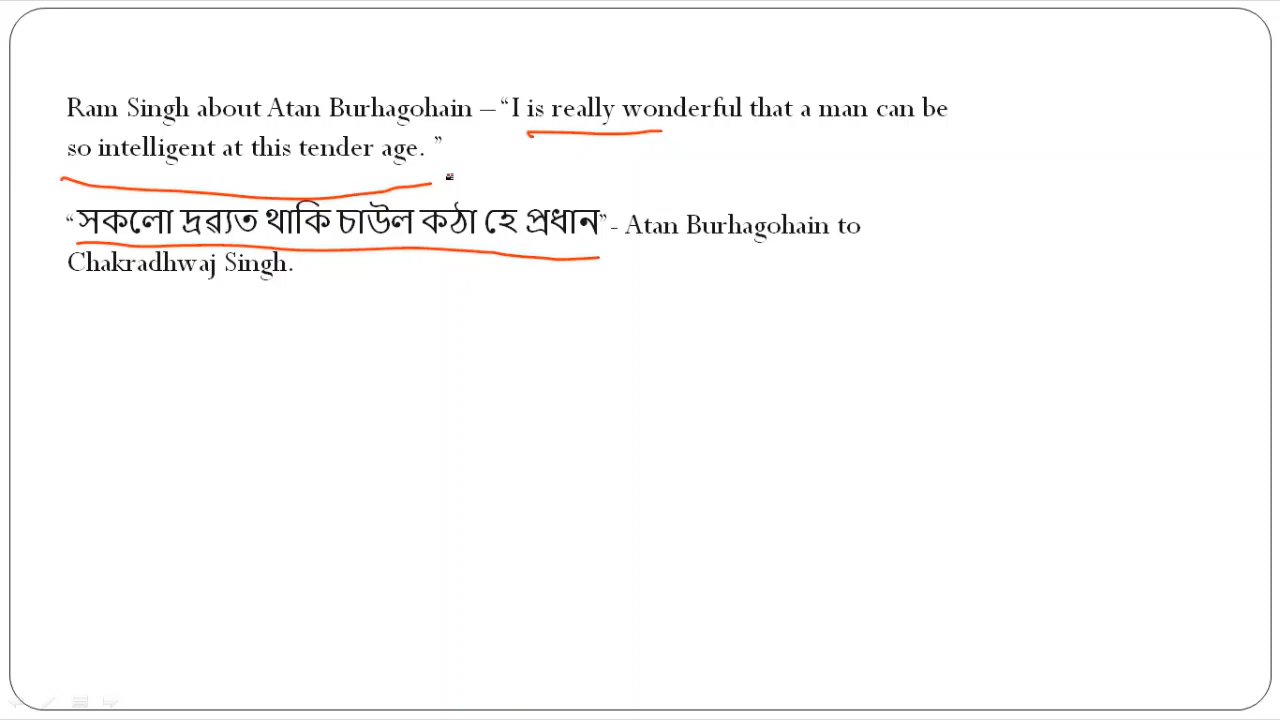 Ram Singh about Atan Burhagohain – “I is really wonderful that a man can be
so intelligent at this tender age. ”
“সকলো দ্ৰৱ্যত থাকি চাউল কঠা হে প্ৰধান”- Atan Burhagohain to
Chakradhwaj Singh.